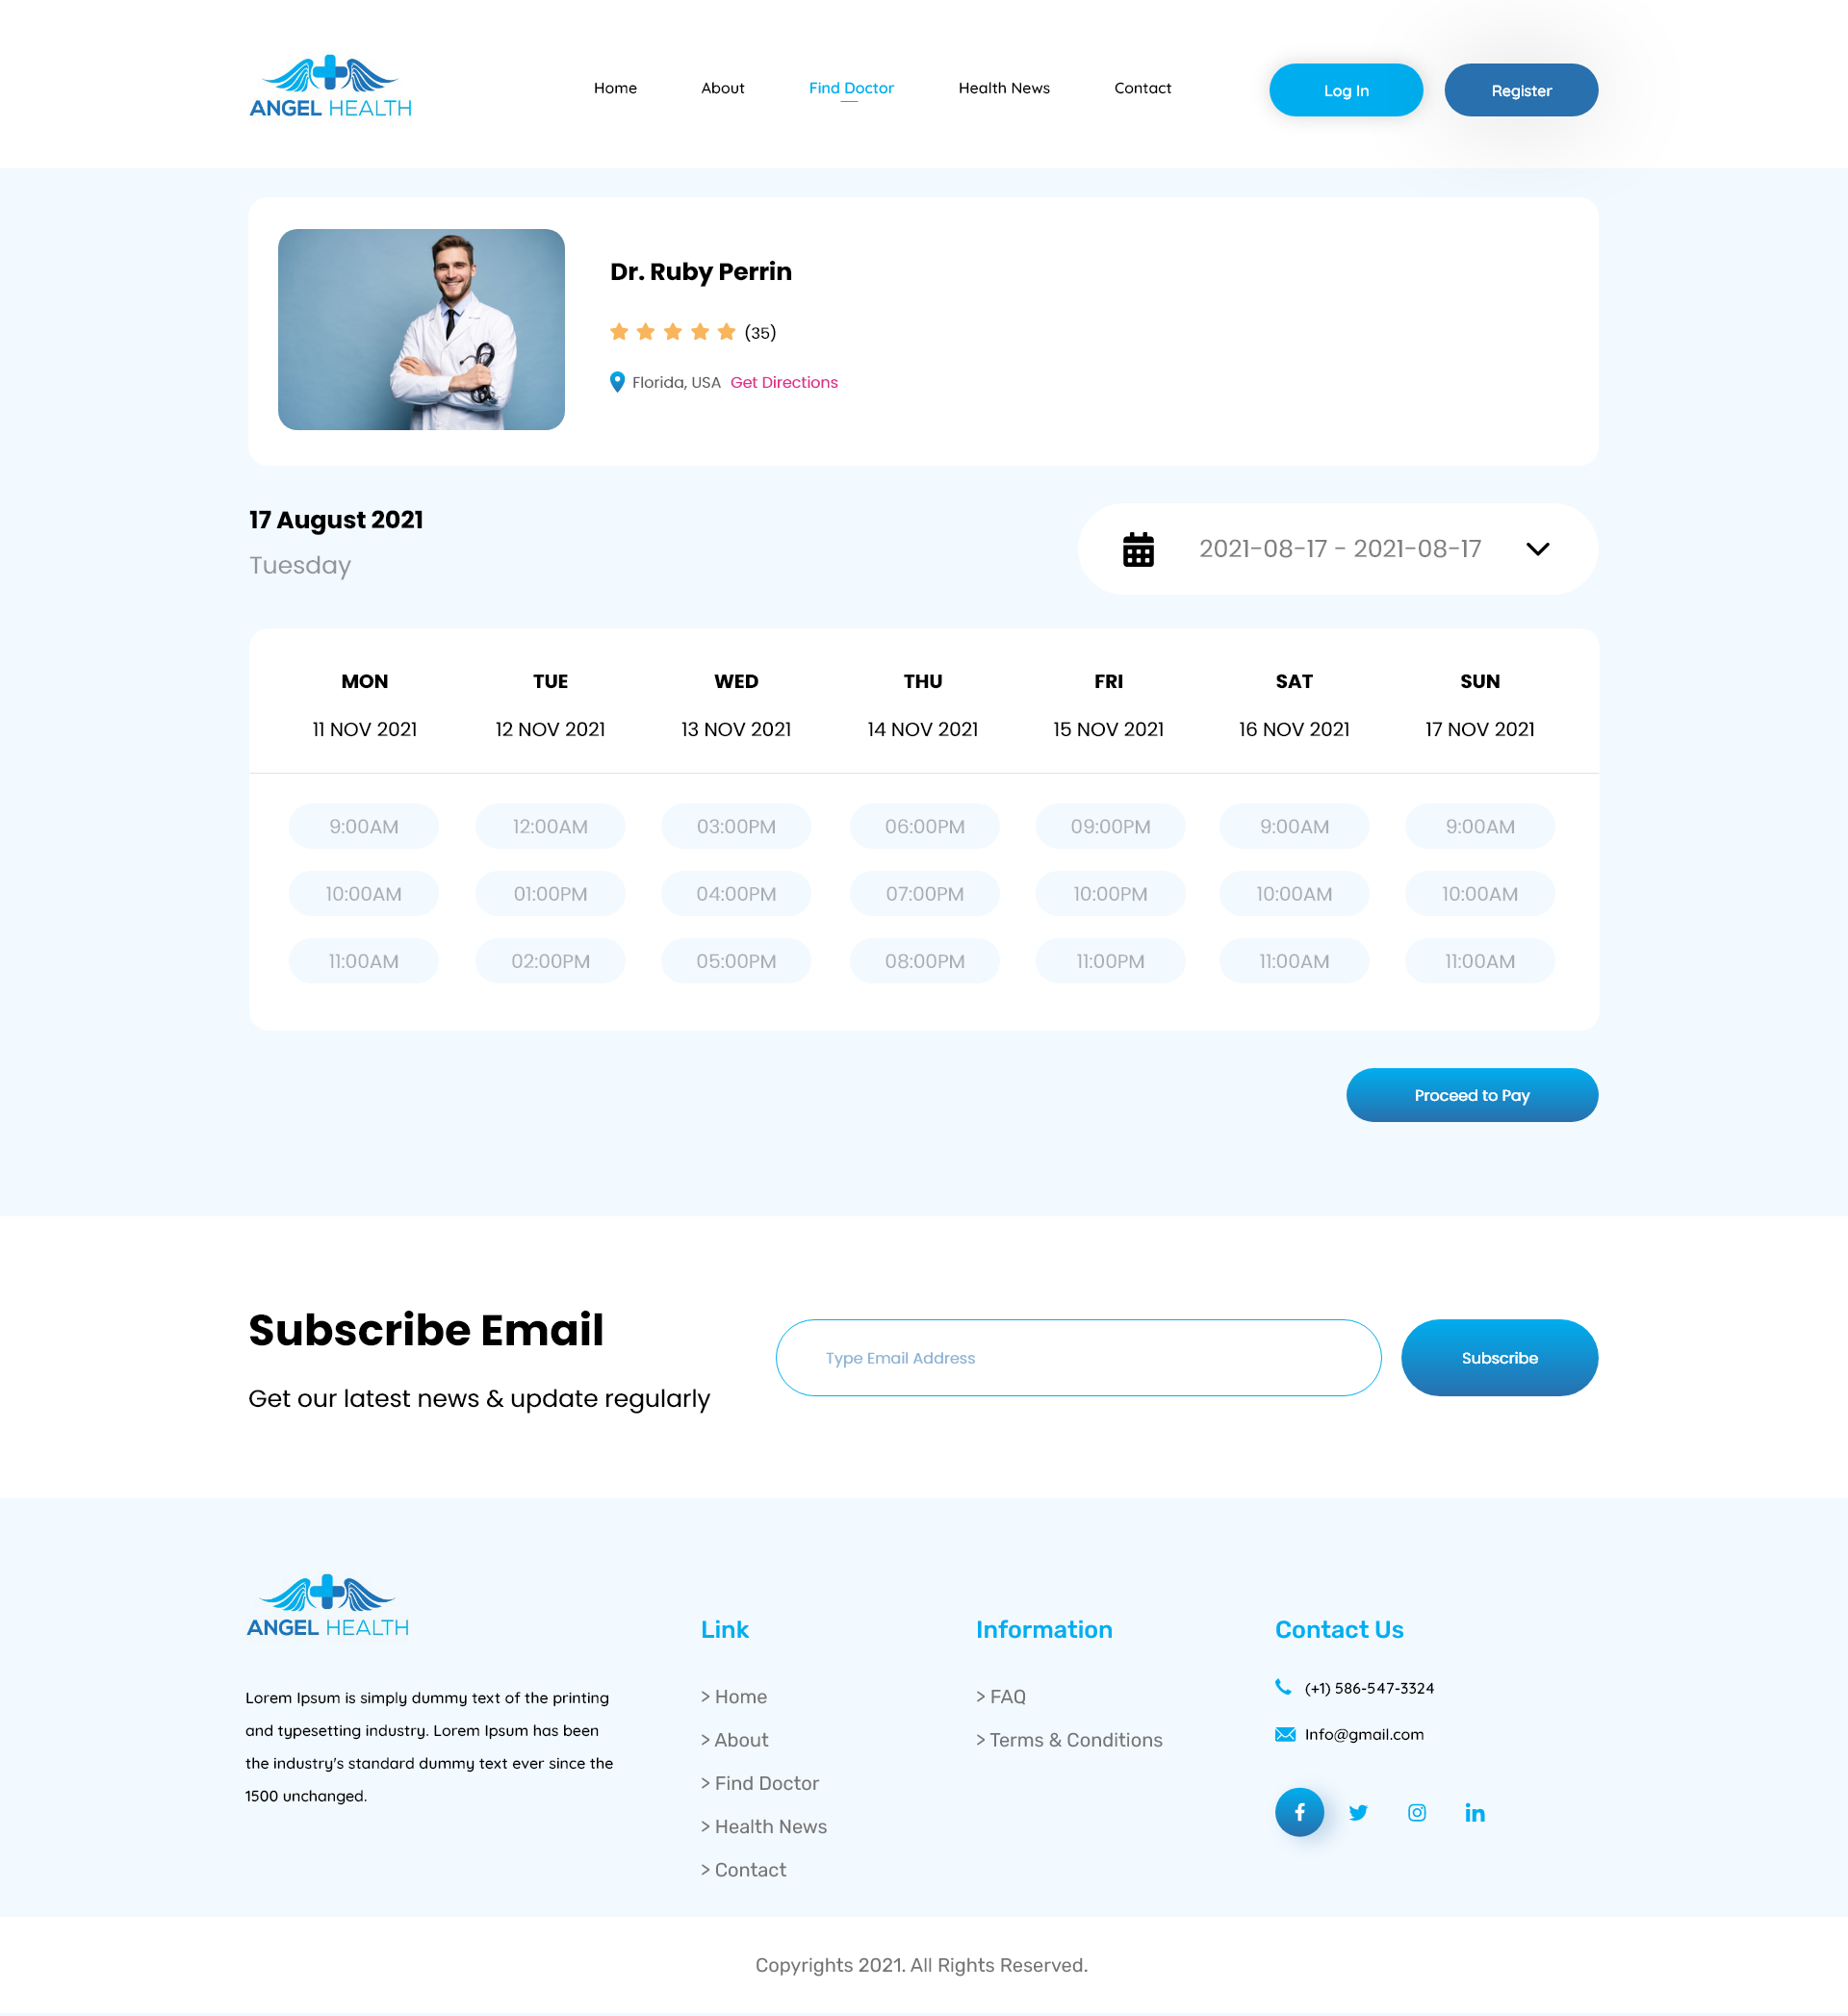 ANGEL HEALTH
Home About Find Doctor Health News Contact Log In Register
Dr. Ruby Perrin
(35)
Florida, USA Get Directions
17 August 2021
Tuesday
2021-08-17 - 2021-08-17
MON TUE WED THU FRI SAT SUN
11 NOV 2021 12 NOV 2021 13 NOV 2021 14 NOV 2021 15 NOV 2021 16 NOV 2021 17 NOV 2021
9:00AM 12:00AM 03:00PM 06:00PM 09:00PM 9:00AM 9:00AM
10:00AM 01:00PM 04:00PM 07:00PM 10:00PM 10:00AM 10:00AM
11:00AM 02:00PM 05:00PM 08:00PM 11:00PM 11:00AM 11:00AM
Proceed to Pay
Subscribe Email
Get our latest news & update regularly
Type Email Address
Subscribe
ANGEL HEALTH
Lorem Ipsum is simply dummy text of the printing
and typesetting industry. Lorem Ipsum has been
the industry's standard dummy text ever since the
1500 unchanged.
Link
> Home
> About
> Find Doctor
> Health News
> Contact
Information
> FAQ
> Terms & Conditions
Contact Us
(+1) 586-547-3324
Info@gmail.com
Copyrights 2021. All Rights Reserved.